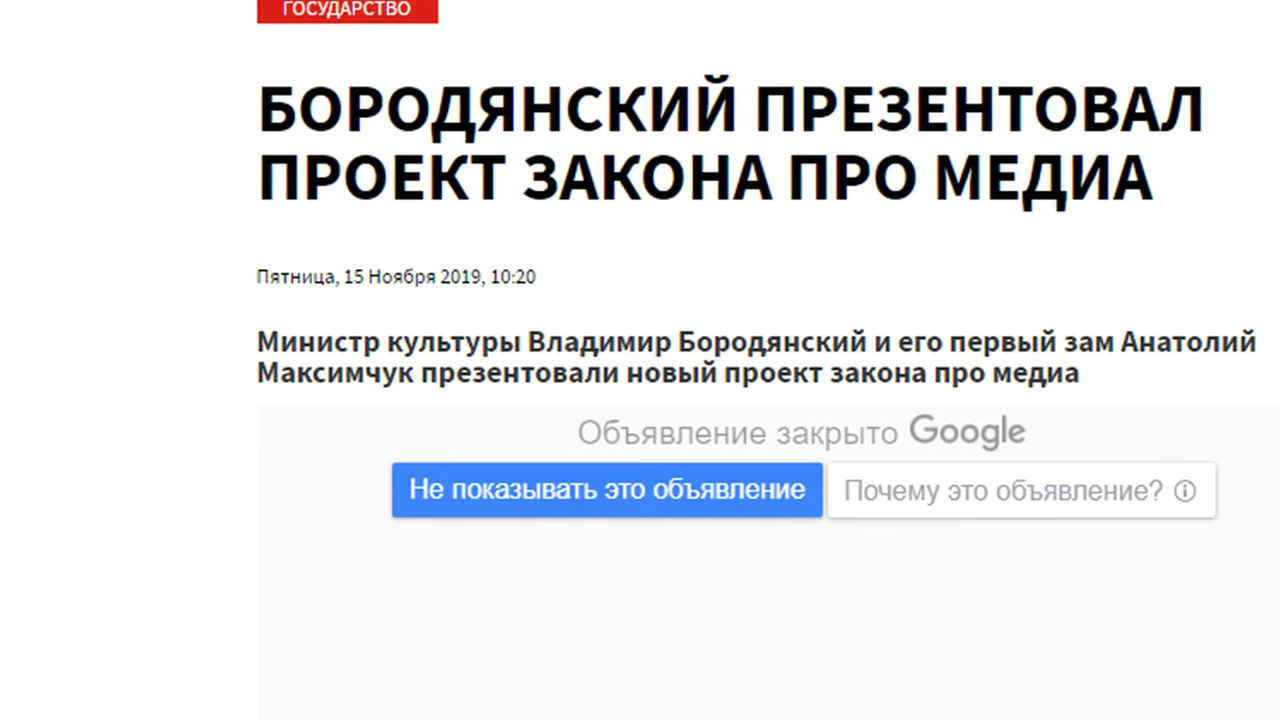 ГОСУДАРСТВО
БОРОДЯНСКИЙ ПРЕЗЕНТОВАЛ
ПРОЕКТ ЗАКОНА ПРО МЕДИА
Пятница, 15 Ноября 2019, 10:20
Министр культуры Владимир Бородянский и его первый зам Анатолий
Максимчук презентовали новый проект закона про медиа
Объявление закрыто Google
Не показывать это объявление
Почему это объявление?